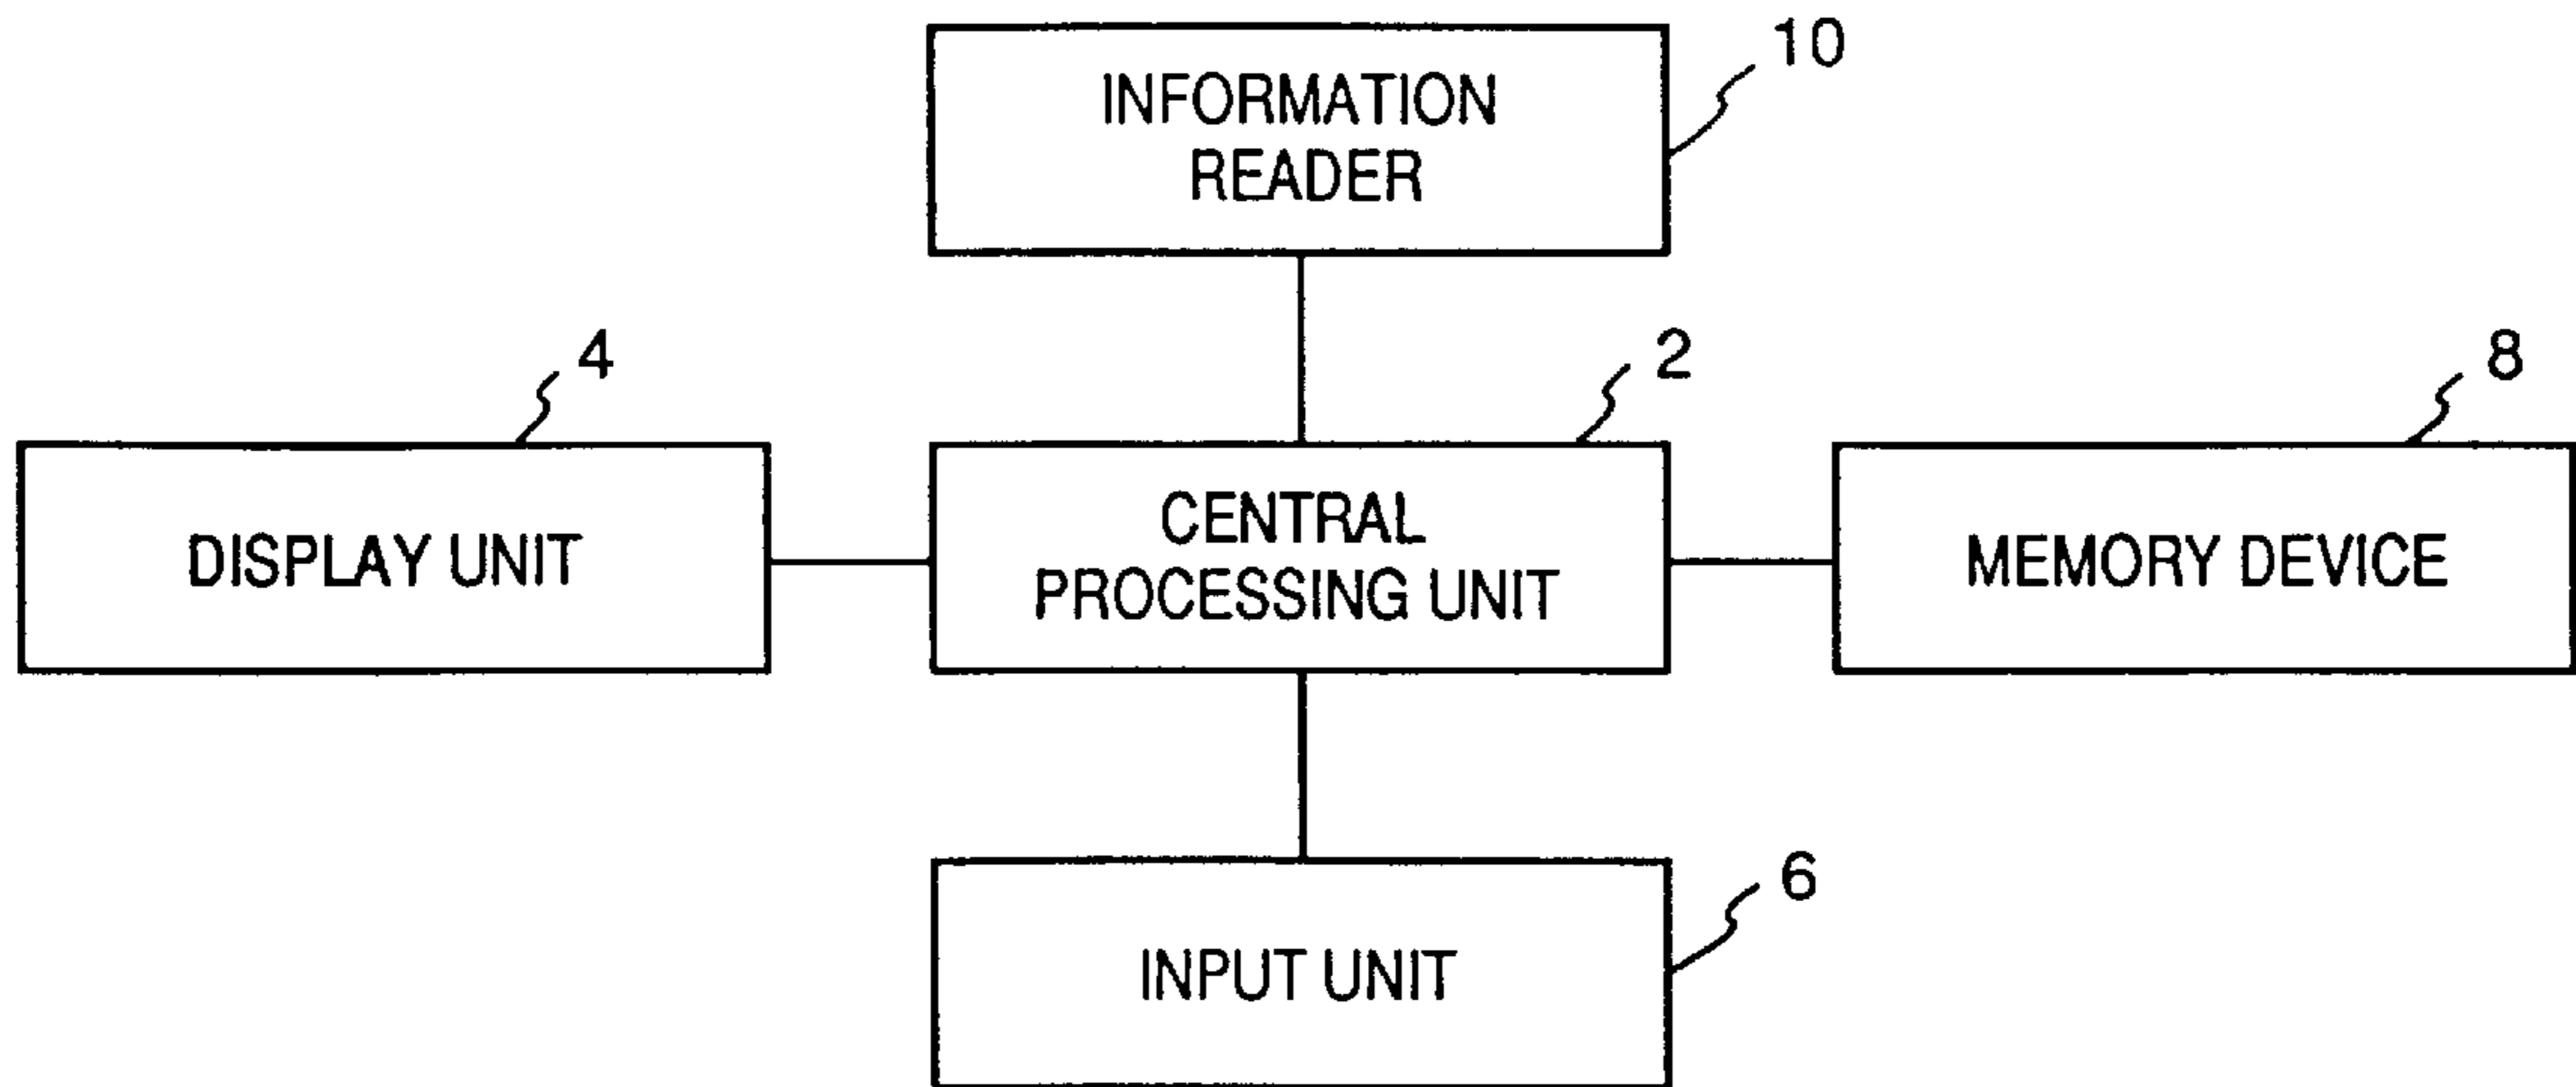 10
INFORMATION
READER
4
2
8
DISPLAY UNIT
CENTRAL
PROCESSING UNIT
MEMORY DEVICE
6
INPUT UNIT